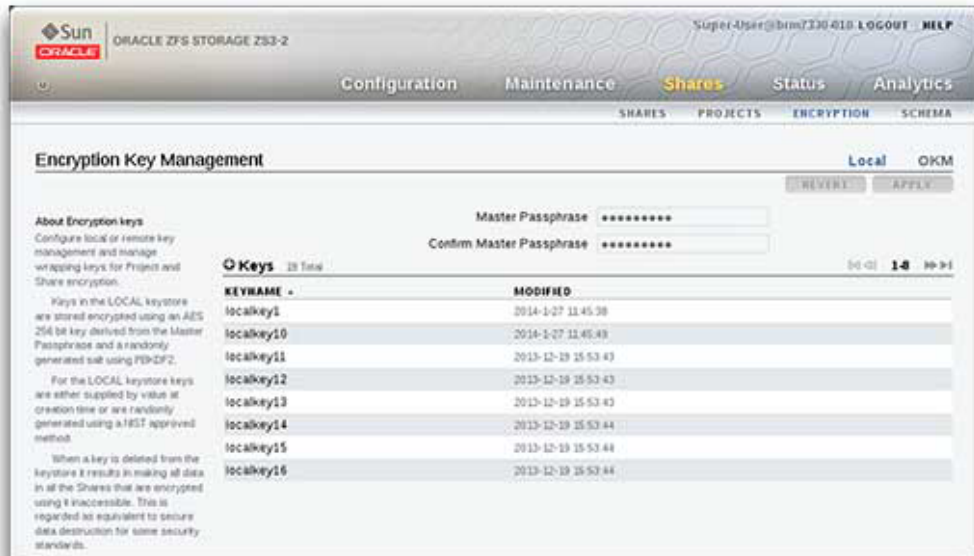 Sun
ORACLE
ORACLE ZFS STORAGE ZS3-2
Super-User@brm7330-010 LOGOUT HELP
Configuration Maintenance Shares Status Analytics
SHARES PROJECTS ENCRYPTION SCHEMA
Encryption Key Management
Local OKM
REVERT APPLY
About Encryption keys
Configure local or remote key
management and manage
wrapping keys for Project and
Share encryption.
Keys in the LOCAL keystore
are stored encrypted using an AES
256 bit key derived from the Master
Passphrase and a randomly
generated salt using PBKDF2.
For the LOCAL keystore keys
are either supplied by value at
creation time or are randomly
generated using a NIST approved
method.
When a key is deleted from the
keystore it results in making all data
in all the Shares that are encrypted
using it inaccessible. This is
regarded as equivalent to secure
data destruction for some security
standards.
Master Passphrase •••••••••
Confirm Master Passphrase •••••••••
Keys Total 1-8
KEYNAME MODIFIED
localkey1 2014-1-27 11:45:38
localkey10 2014-1-27 11:45:49
localkey11 2013-12-19 15:53:43
localkey12 2013-12-19 15:53:43
localkey13 2013-12-19 15:53:43
localkey14 2013-12-19 15:53:44
localkey15 2013-12-19 15:53:44
localkey16 2013-12-19 15:53:44